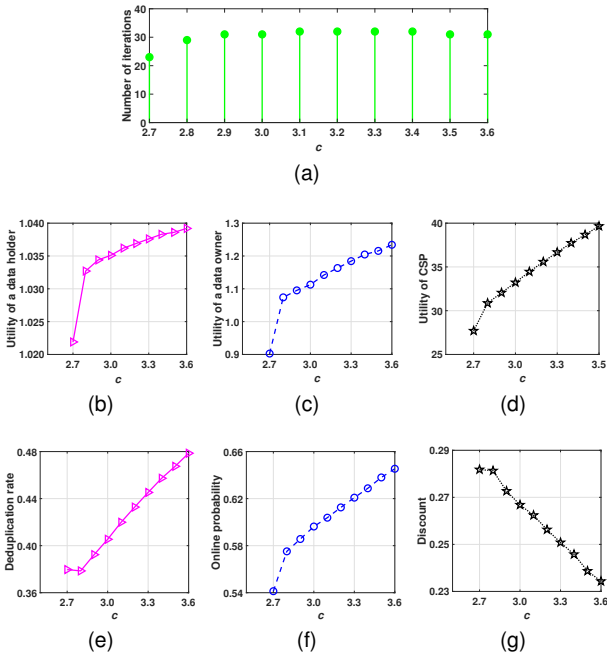 40
30
20
10
0
Number of iterations
2.7 2.8 2.9 3.0 3.1 3.2 3.3 3.4 3.5 3.6
c
(a)
1.040
1.035
1.030
1.025
1.020
Utility of a data holder
2.7 3.0 3.3 3.6
c
(b)
1.3
1.2
1.1
1.0
0.9
Utility of a data owner
2.7 3.0 3.3 3.6
c
(c)
40
35
30
25
Utility of CSP
2.7 3.0 3.3 3.5
c
(d)
0.48
0.44
0.40
0.36
Deduplication rate
2.7 3.0 3.3 3.6
c
(e)
0.66
0.62
0.58
0.54
Online probability
2.7 3.0 3.3 3.6
c
(f)
0.29
0.27
0.25
0.23
Discount
2.7 3.0 3.3 3.6
c
(g)